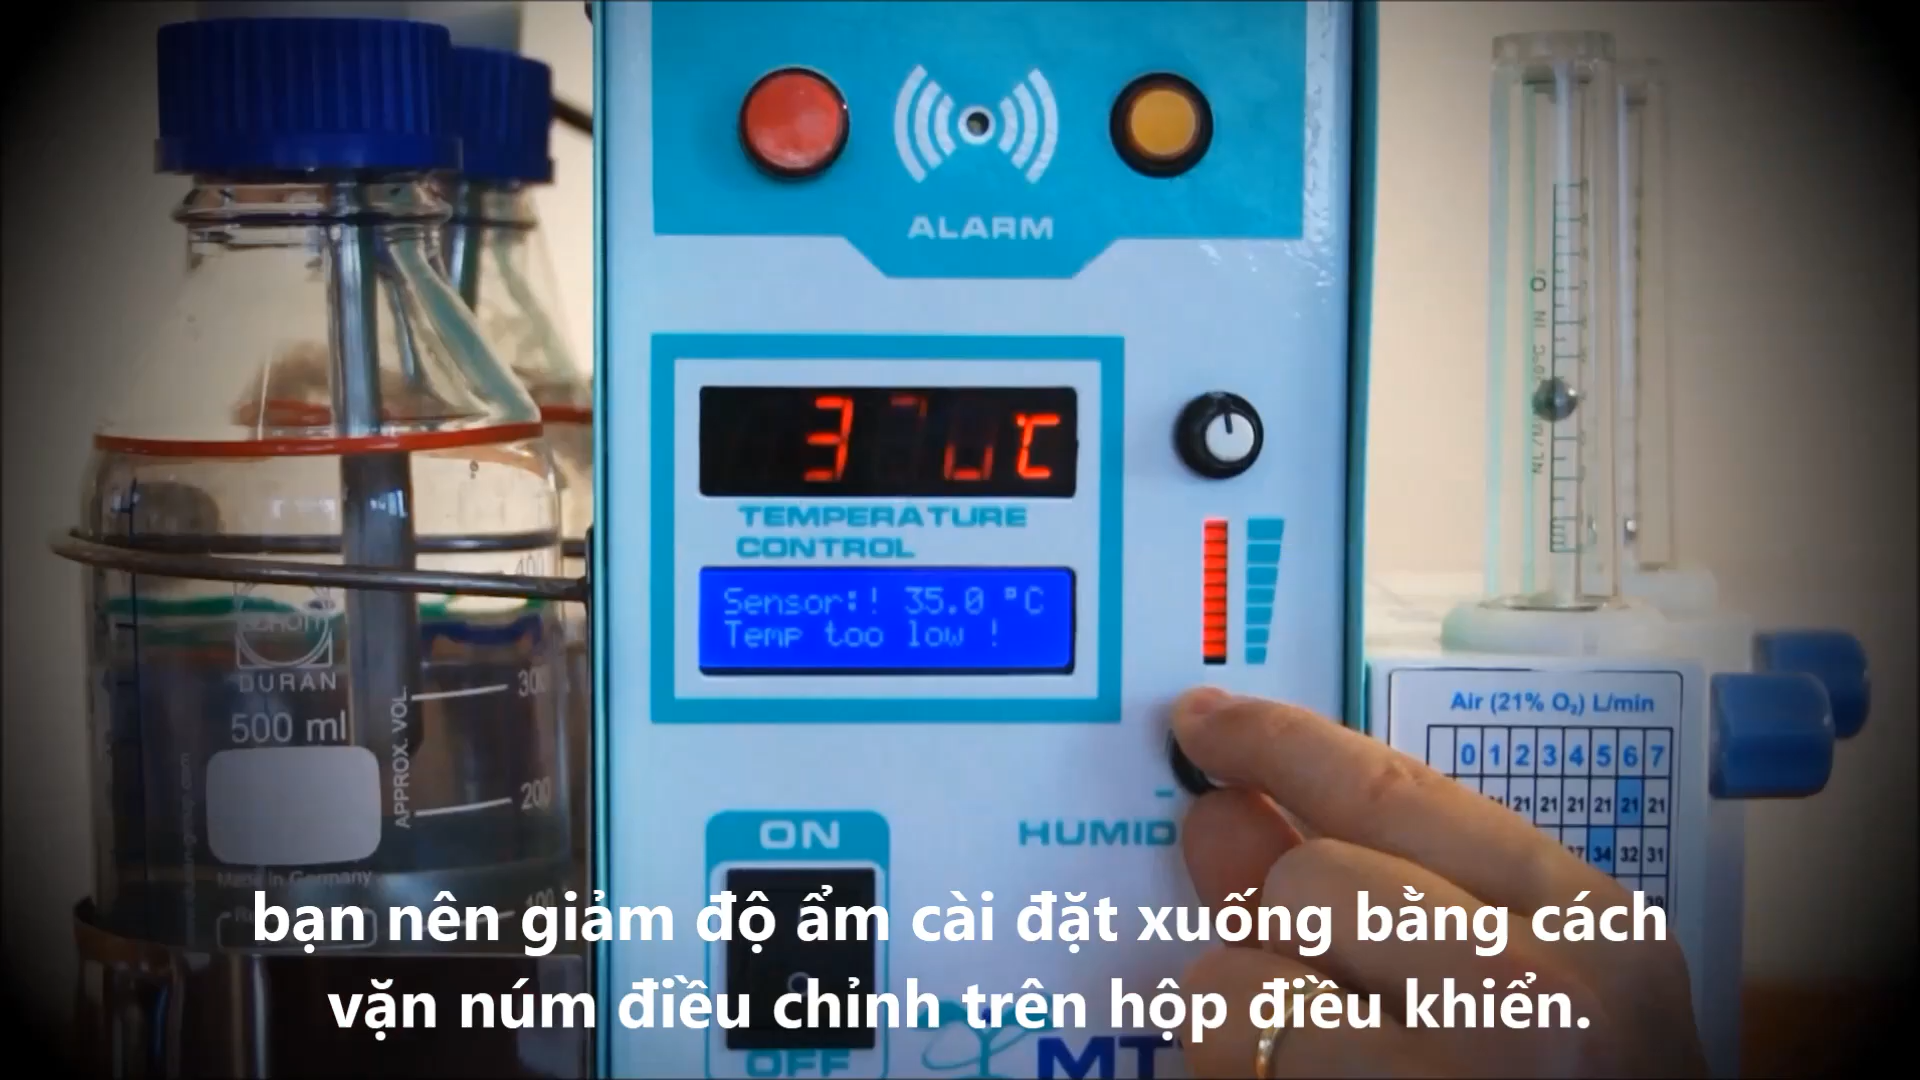 ALARM
TEMPERATURE
CONTROL
Sensor:! 35.0 °C
Temp too low !
O₂
Air (21% O₂) L/min
0 1 2 3 4 5 6 7
21 21 21 21 21 21
34 32 31
DURAN
500 ml
APPROX. VOL.
400
300
200
100
Made in Germany
ON
OFF
HUMID
MT
bạn nên giảm độ ẩm cài đặt xuống bằng cách
vặn núm điều chỉnh trên hộp điều khiển.